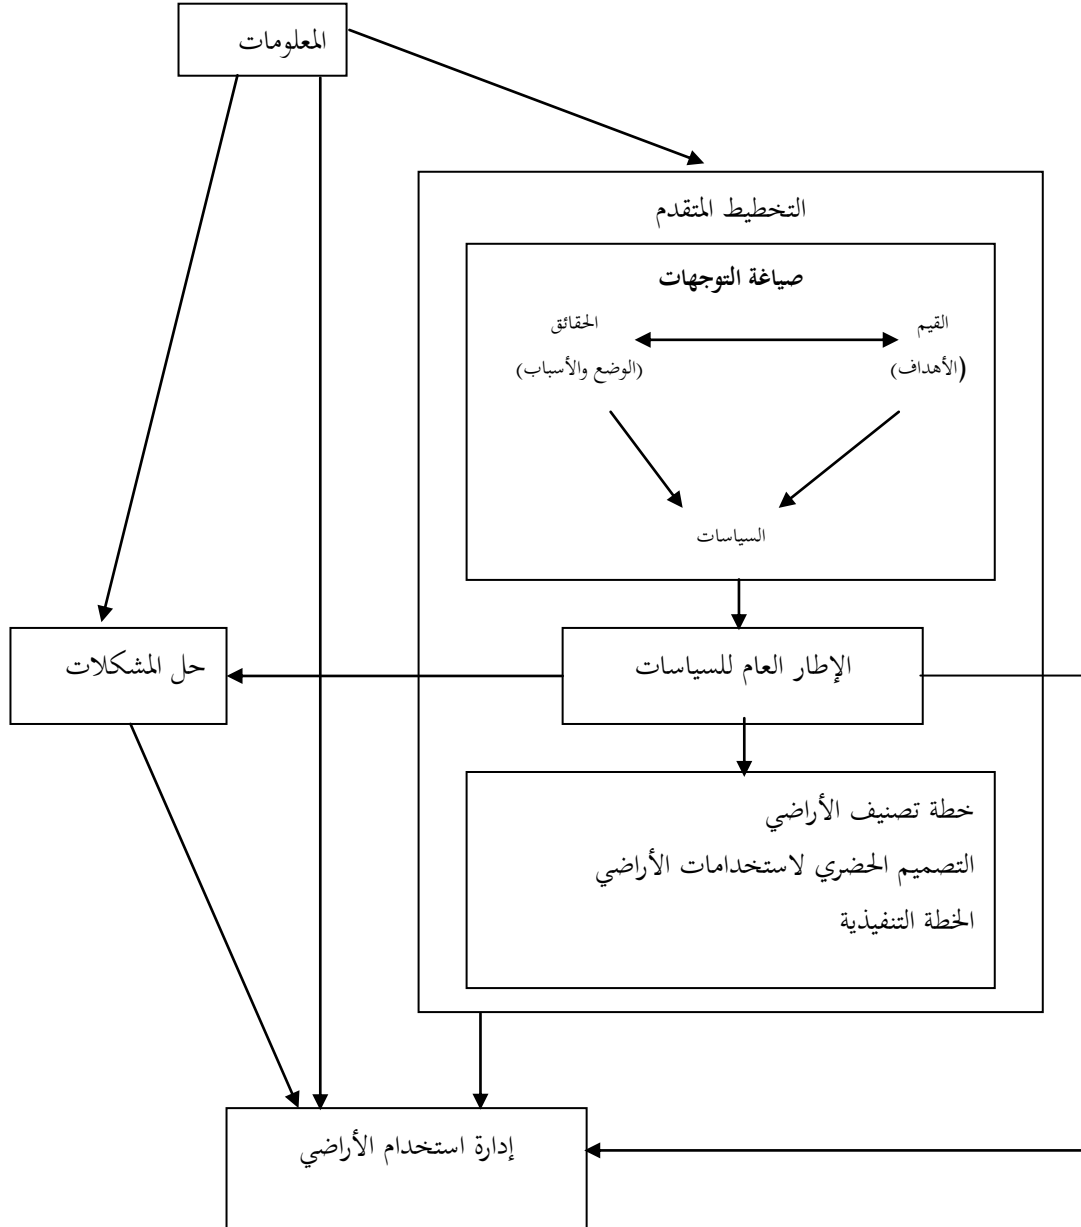 المعلومات
التخطيط المتقدم
صياغة التوجهات
القيم
(الأهداف)
الحقائق
(الوضع والأسباب)
السياسات
الإطار العام للسياسات
حل المشكلات
خطة تصنيف الأراضي
التصميم الحضري لاستخدامات الأراضي
الخطة التنفيذية
إدارة استخدام الأراضي